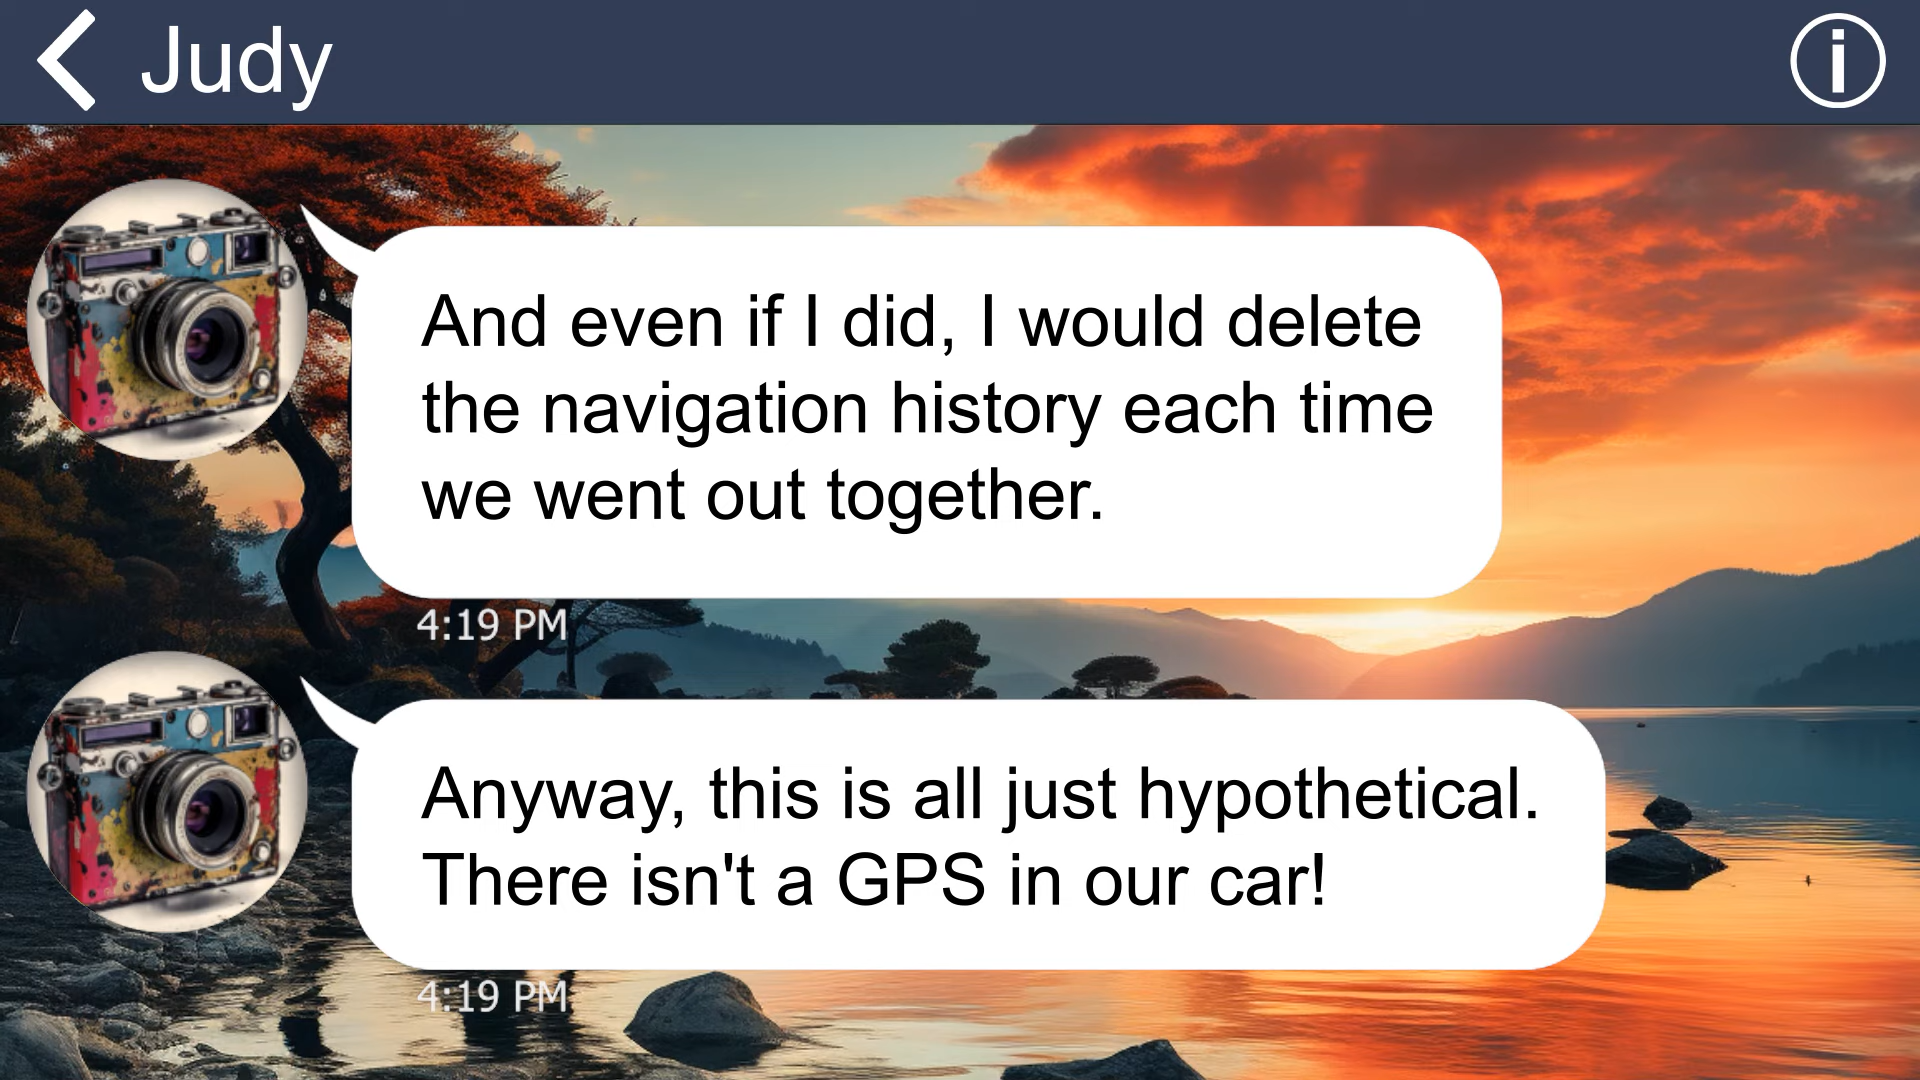 Judy
And even if I did, I would delete
the navigation history each time
we went out together.
4:19 PM
Anyway, this is all just hypothetical.
There isn't a GPS in our car!
4:19 PM